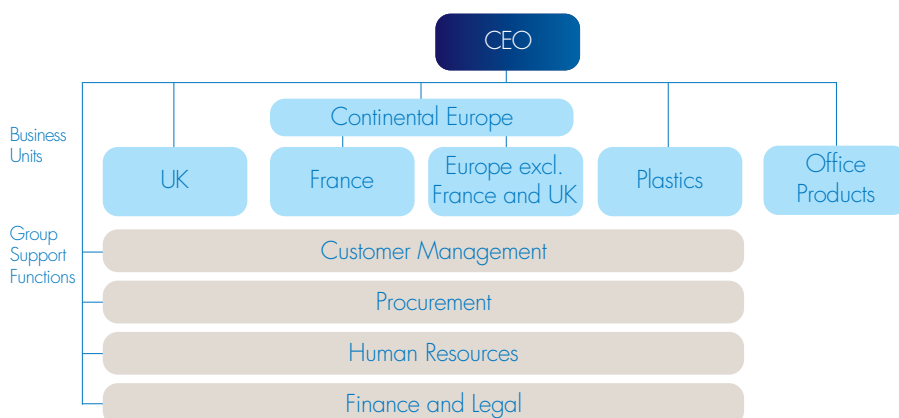 CEO
Continental Europe
Business
Units
UK
France
Europe excl.
France and UK
Plastics
Office
Products
Group
Support
Functions
Customer Management
Procurement
Human Resources
Finance and Legal